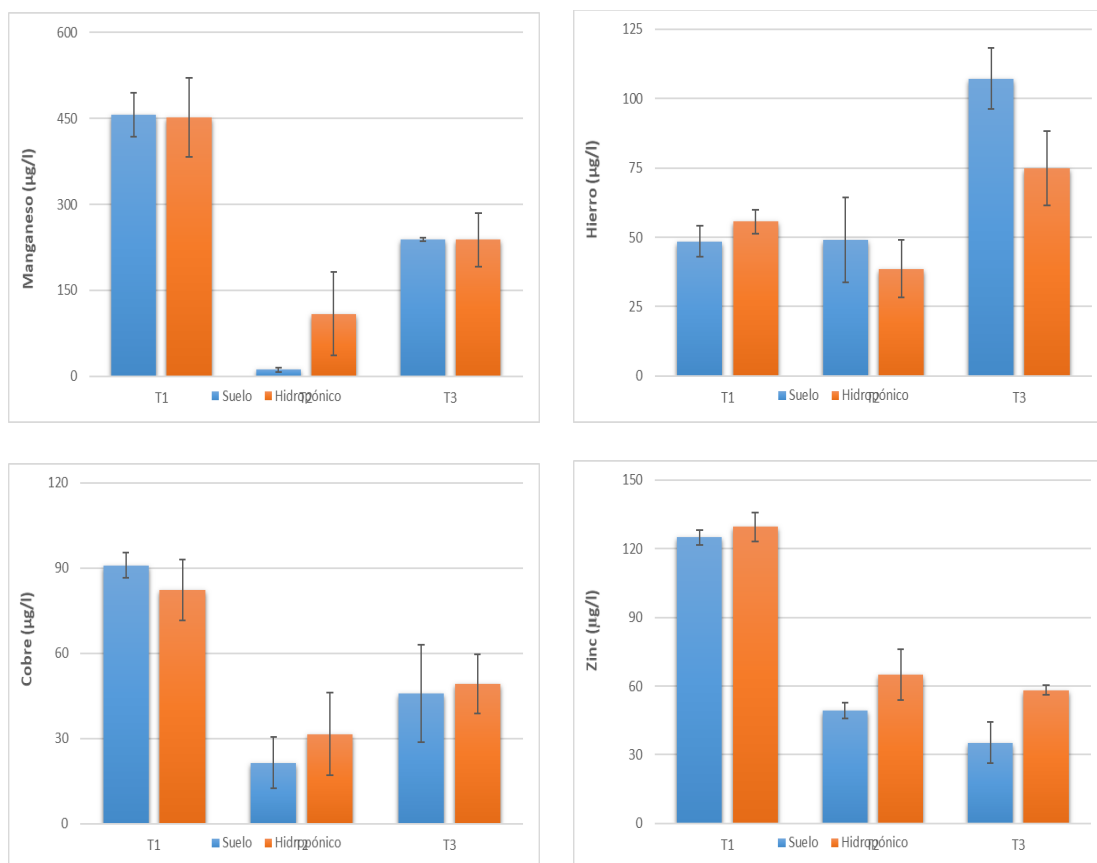 600
450
300
150
0
Manganeso (µg/l)
T1 T2 T3
Suelo Hidropónico
125
100
75
50
25
0
Hierro (µg/l)
T1 T2 T3
Suelo Hidropónico
120
90
60
30
0
Cobre (µg/l)
T1 T2 T3
Suelo Hidropónico
150
120
90
60
30
0
Zinc (µg/l)
T1 T2 T3
Suelo Hidropónico